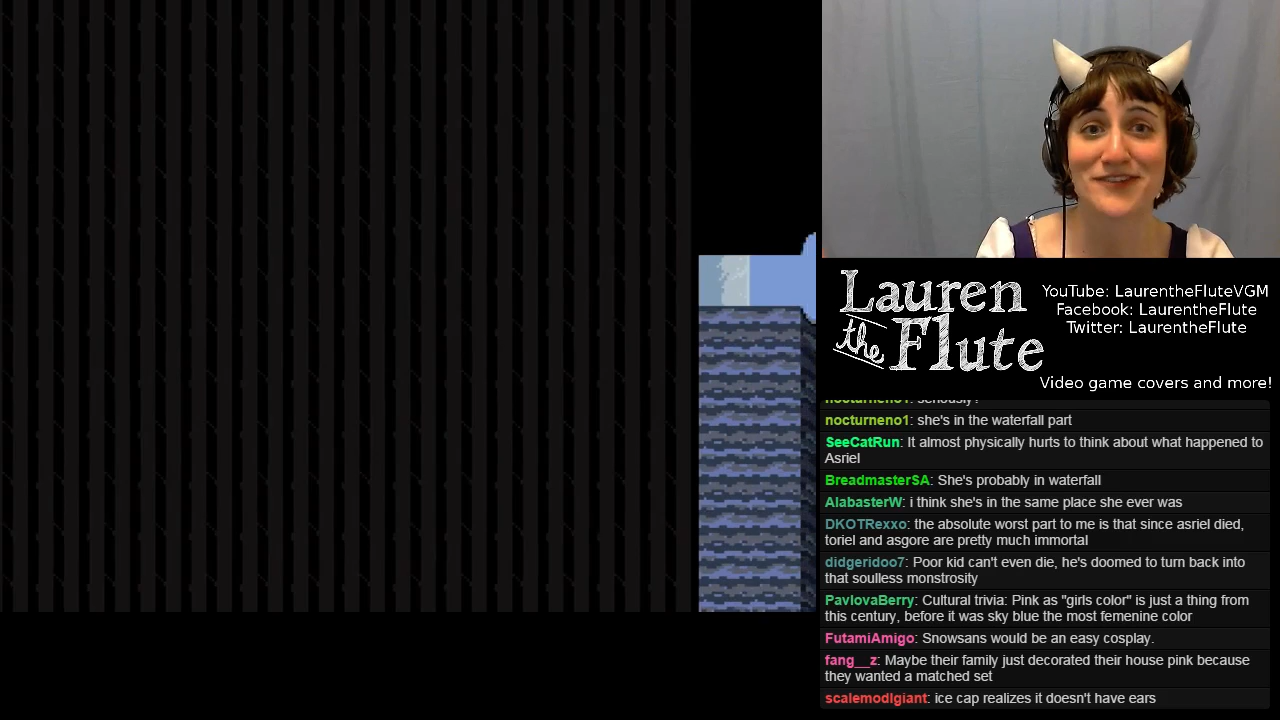 Lauren
the Flute
YouTube: LaurentheFluteVGM
Facebook: LaurentheFlute
Twitter: LaurentheFlute
Video game covers and more!
nocturneno1: seriously?
nocturneno1: she's in the waterfall part
SeeCatRun: It almost physically hurts to think about what happened to
Asriel
BreadmasterSA: She's probably in waterfall
AlabasterW: i think she's in the same place she ever was
DKOTRexxo: the absolute worst part to me is that since asriel died,
toriel and asgore are pretty much immortal
didgeridoo7: Poor kid can't even die, he's doomed to turn back into
that soulless monstrosity
PavlovaBerry: Cultural trivia: Pink as "girls color" is just a thing from
this century, before it was sky blue the most femenine color
FutamiAmigo: Snowsans would be an easy cosplay.
fang__z: Maybe their family just decorated their house pink because
they wanted a matched set
scalemodlgiant: ice cap realizes it doesn't have ears